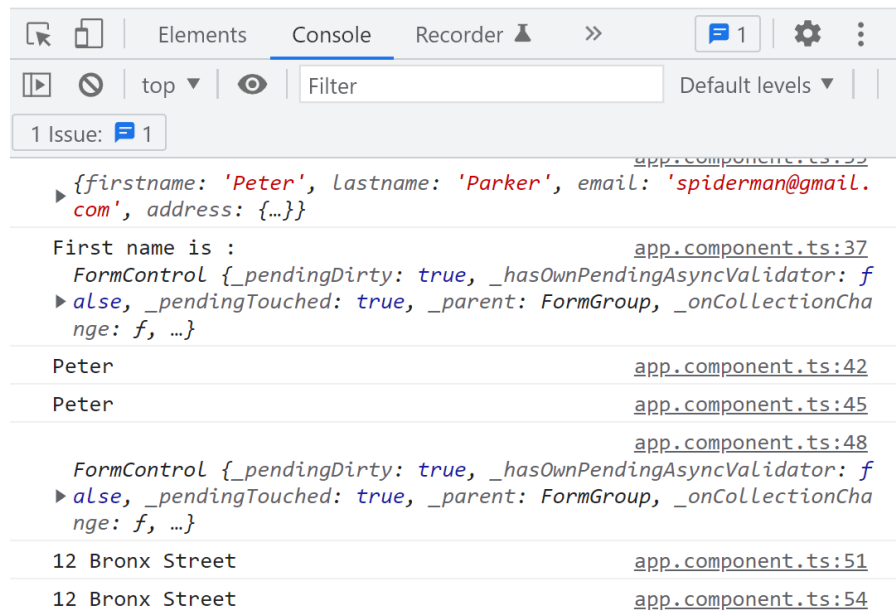 Elements Console Recorder 1
top Filter Default levels
1 Issue: 1
{firstname: 'Peter', lastname: 'Parker', email: 'spiderman@gmail.
com', address: {…}}
First name is : app.component.ts:37
FormControl {_pendingDirty: true, _hasOwnPendingAsyncValidator: f
alse, _pendingTouched: true, _parent: FormGroup, _onCollectionCha
nge: ƒ, …}
Peter app.component.ts:42
Peter app.component.ts:45
app.component.ts:48
FormControl {_pendingDirty: true, _hasOwnPendingAsyncValidator: f
alse, _pendingTouched: true, _parent: FormGroup, _onCollectionCha
nge: ƒ, …}
12 Bronx Street app.component.ts:51
12 Bronx Street app.component.ts:54